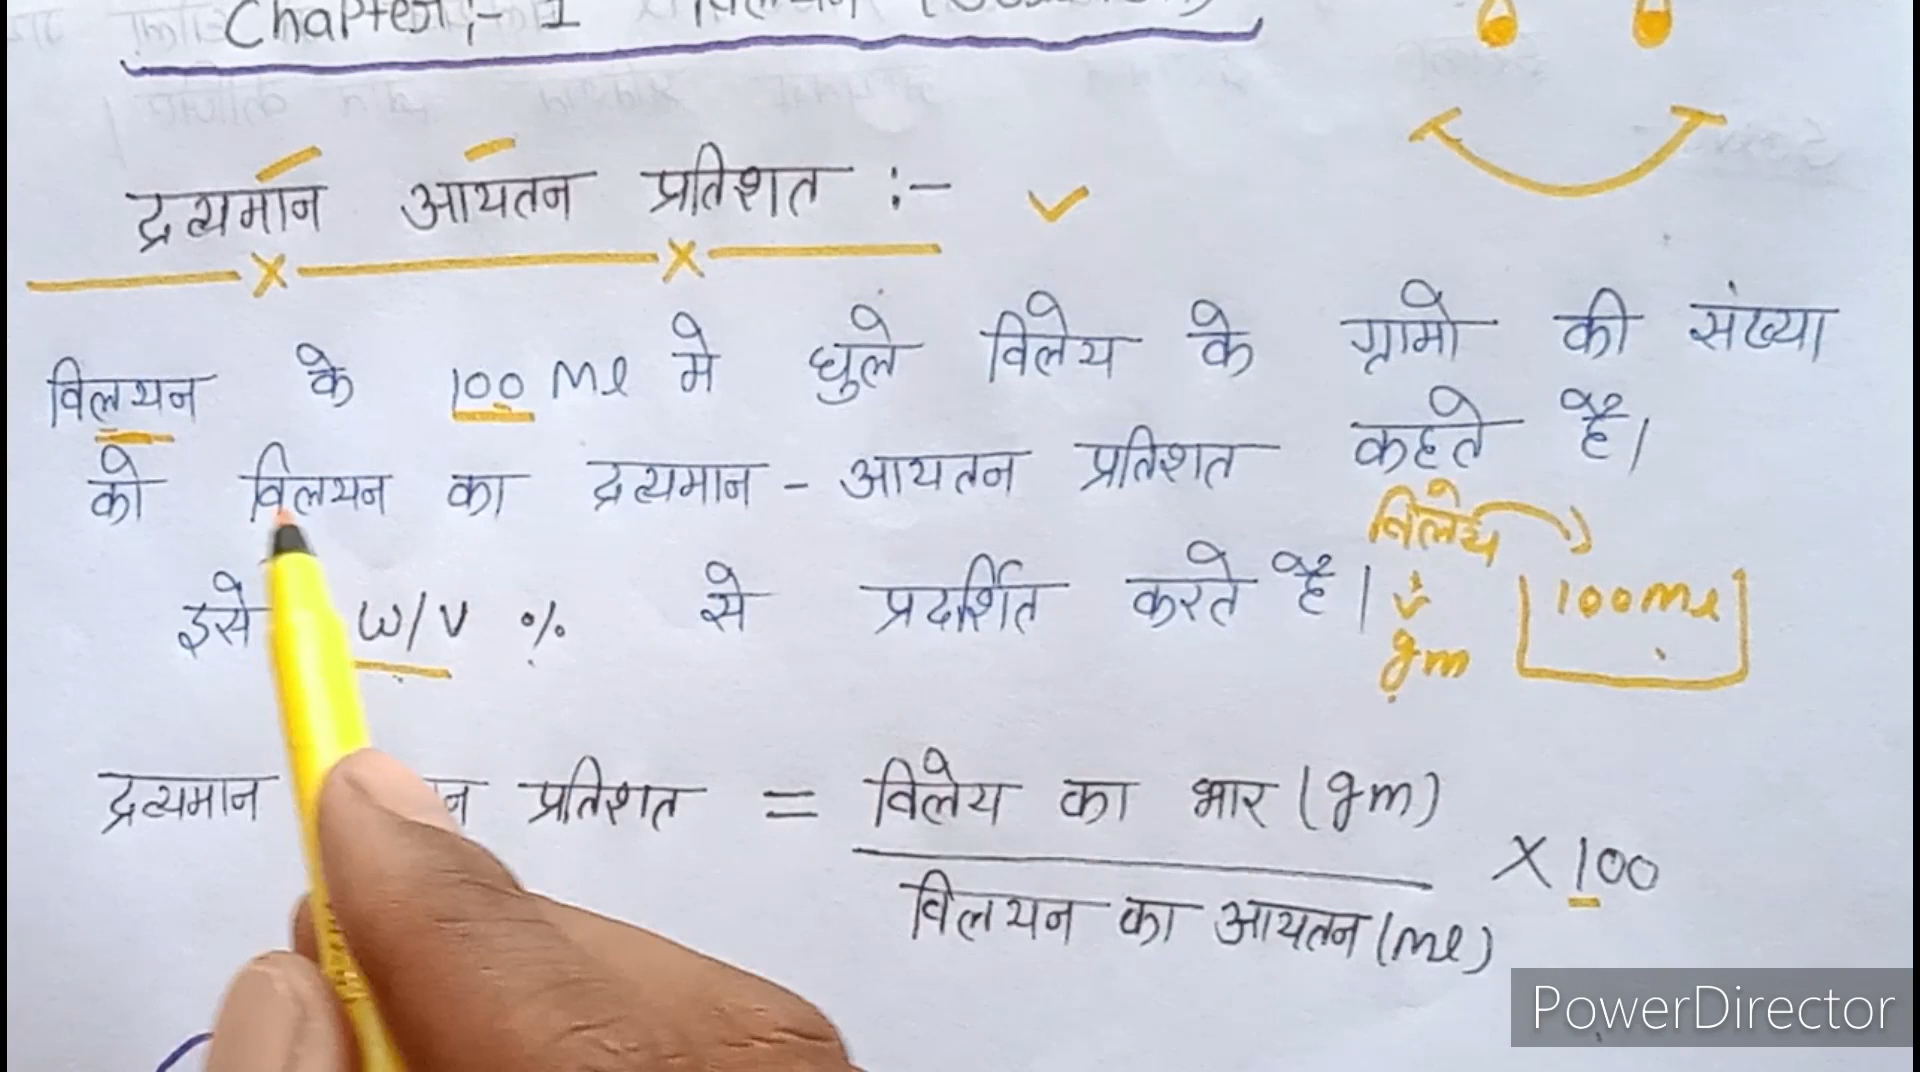 Chapter :- 1 विलयन
द्रव्यमान आयतन प्रतिशत :-
विलयन के 100 ml मे घुले विलेय के ग्रामो की संख्या
को विलयन का द्रव्यमान - आयतन प्रतिशत कहते है।
विलेय
100ml
gm
इसे w/v % से प्रदर्शित करते है।
द्रव्यमान प्रतिशत = विलेय का भार (gm)
विलयन का आयतन (ml)
X 100
PowerDirector